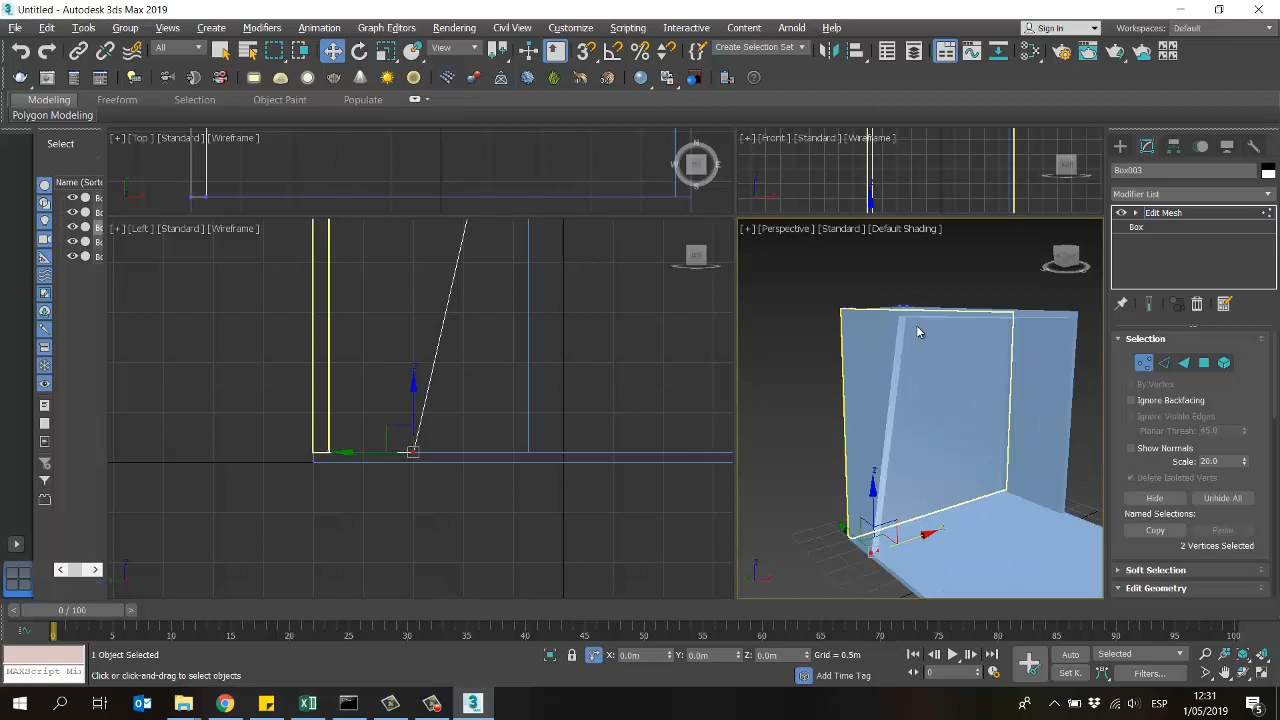 Untitled - Autodesk 3ds Max 2019
File Edit Tools Group Views Create Modifiers Animation Graph Editors Rendering Civil View Customize Scripting Interactive Content Arnold Sign In Workspaces: Default
All View Create Selection Set
Modeling Freeform Selection Object Paint Populate
Polygon Modeling
Select
Name (Sorte
[+] [Top ] [Standard ] [Wireframe ]
[+] [Front ] [Standard ] [Wireframe ]
[+] [Left ] [Standard ] [Wireframe ]
[+] [Perspective ] [Standard ] [Default Shading ]
Box003
Modifier List
Edit Mesh
Box
Selection
By Vertex
Ignore Backfacing
Ignore Visible Edges
Planar Thresh: 45.0
Show Normals
Scale: 20.0
Delete Isolated Verts
Hide Unhide All
Named Selections:
Copy Paste
2 Vertices Selected
Soft Selection
Edit Geometry
0 / 100
0 5 10 15 20 25 30 35 40 45 50 55 60 65 70 75 80 85 90 95 100
1 Object Selected X: 0.0m Y: 0.0m Z: 0.0m Grid = 0.5m Auto Selected
MAXScript Mi
Click or click-and-drag to select objects Add Time Tag 0 Set K. Filters...
ESP 12:31
1/05/2019 5